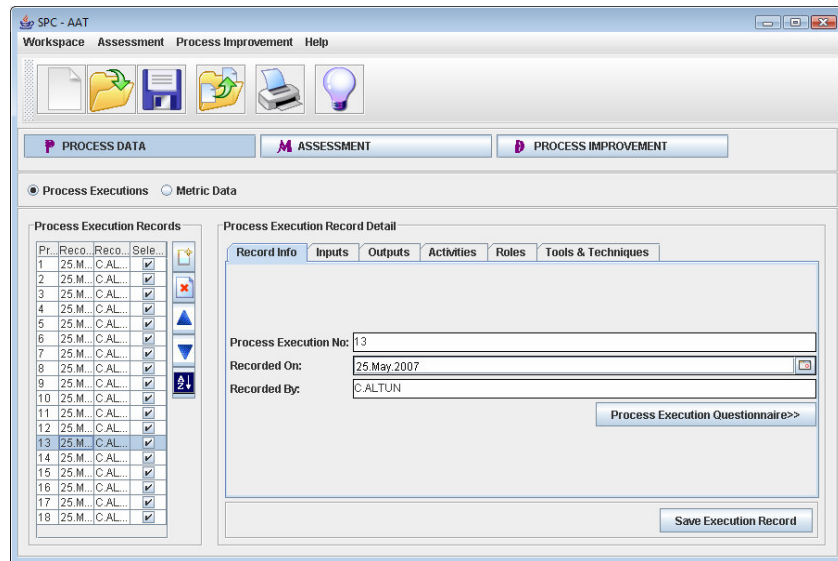 SPC - AAT
Workspace Assessment Process Improvement Help
P PROCESS DATA M ASSESSMENT D PROCESS IMPROVEMENT
Process Executions Metric Data
Process Execution Records Process Execution Record Detail
Pr... Reco... Reco... Sele...
Record Info Inputs Outputs Activities Roles Tools & Techniques
1 25.M... C.AL...
2 25.M... C.AL...
3 25.M... C.AL...
4 25.M... C.AL...
5 25.M... C.AL...
6 25.M... C.AL...
7 25.M... C.AL...
8 25.M... C.AL...
9 25.M... C.AL...
10 25.M... C.AL...
11 25.M... C.AL...
12 25.M... C.AL...
13 25.M... C.AL...
14 25.M... C.AL...
15 25.M... C.AL...
16 25.M... C.AL...
17 25.M... C.AL...
18 25.M... C.AL...
Process Execution No: 13
Recorded On: 25.May.2007
Recorded By: C.ALTUN
Process Execution Questionnaire>>
Save Execution Record